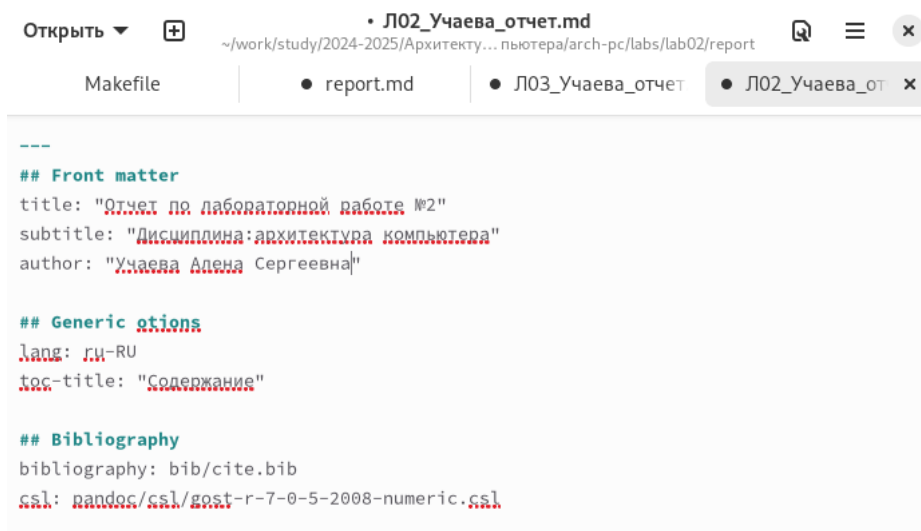 Открыть
• Л02_Учаева_отчет.md
~/work/study/2024-2025/Архитекту…пьютера/arch-pc/labs/lab02/report
Makefile
● report.md
● Л03_Учаева_отчет
● Л02_Учаева_от
---
## Front matter
title: "Отчет по лабораторной работе №2"
subtitle: "Дисциплина:архитектура компьютера"
author: "Учаева Алена Сергеевна"
## Generic otions
lang: ru-RU
toc-title: "Содержание"
## Bibliography
bibliography: bib/cite.bib
csl: pandoc/csl/gost-r-7-0-5-2008-numeric.csl